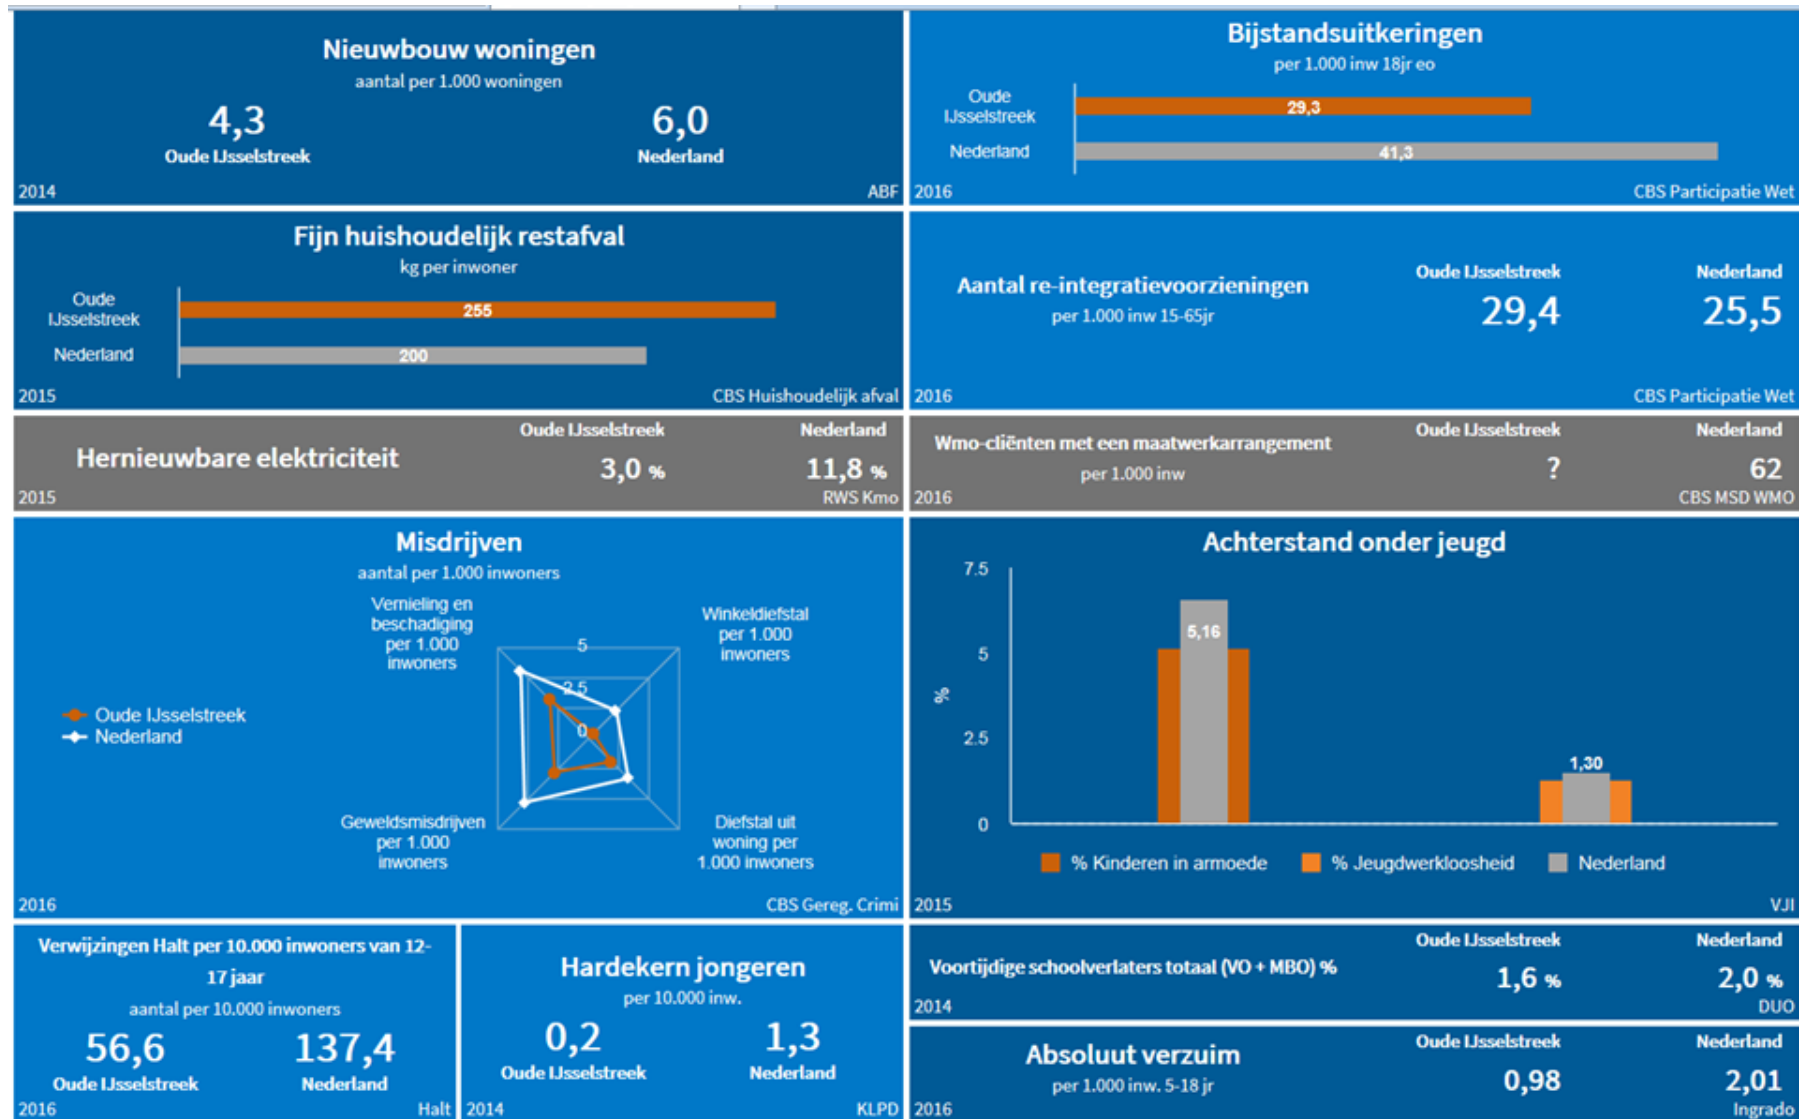 Nieuwbouw woningen
aantal per 1.000 woningen
4,3
6,0
Oude IJsselstreek
Nederland
2014
ABF
Bijstandsuitkeringen
per 1.000 inw 18jr eo
Oude
IJsselstreek
29,3
Nederland
41,3
2016
CBS Participatie Wet
Fijn huishoudelijk restafval
kg per inwoner
Oude
IJsselstreek
255
Nederland
200
2015
CBS Huishoudelijk afval
Oude IJsselstreek
Nederland
Aantal re-integratievoorzieningen
per 1.000 inw 15-65jr
29,4
25,5
2016
CBS Participatie Wet
Oude IJsselstreek
Nederland
Hernieuwbare elektriciteit
3,0 %
11,8 %
2015
RWS Kmo
Oude IJsselstreek
Nederland
Wmo-cliënten met een maatwerkarrangement
per 1.000 inw
?
62
2016
CBS MSD WMO
Misdrijven
aantal per 1.000 inwoners
Vernieling en
beschadiging
per 1.000
inwoners
Winkeldiefstal
per 1.000
inwoners
5
2.5
0
Oude IJsselstreek
Nederland
Geweldsmisdrijven
per 1.000
inwoners
Diefstal uit
woning per
1.000 inwoners
2016
CBS Gereg. Crimi
Achterstand onder jeugd
7.5
5
2.5
0
%
5,16
1,30
% Kinderen in armoede
% Jeugdwerkloosheid
Nederland
2015
VJI
Verwijzingen Halt per 10.000 inwoners van 12-
17 jaar
aantal per 10.000 inwoners
56,6
137,4
Oude IJsselstreek
Nederland
2016
Halt
Hardekern jongeren
per 10.000 inw.
0,2
1,3
Oude IJsselstreek
Nederland
2014
KLPD
Oude IJsselstreek
Nederland
Voortijdige schoolverlaters totaal (VO + MBO) %
1,6 %
2,0 %
2014
DUO
Oude IJsselstreek
Nederland
Absoluut verzuim
per 1.000 inw. 5-18 jr
0,98
2,01
2016
Ingrado